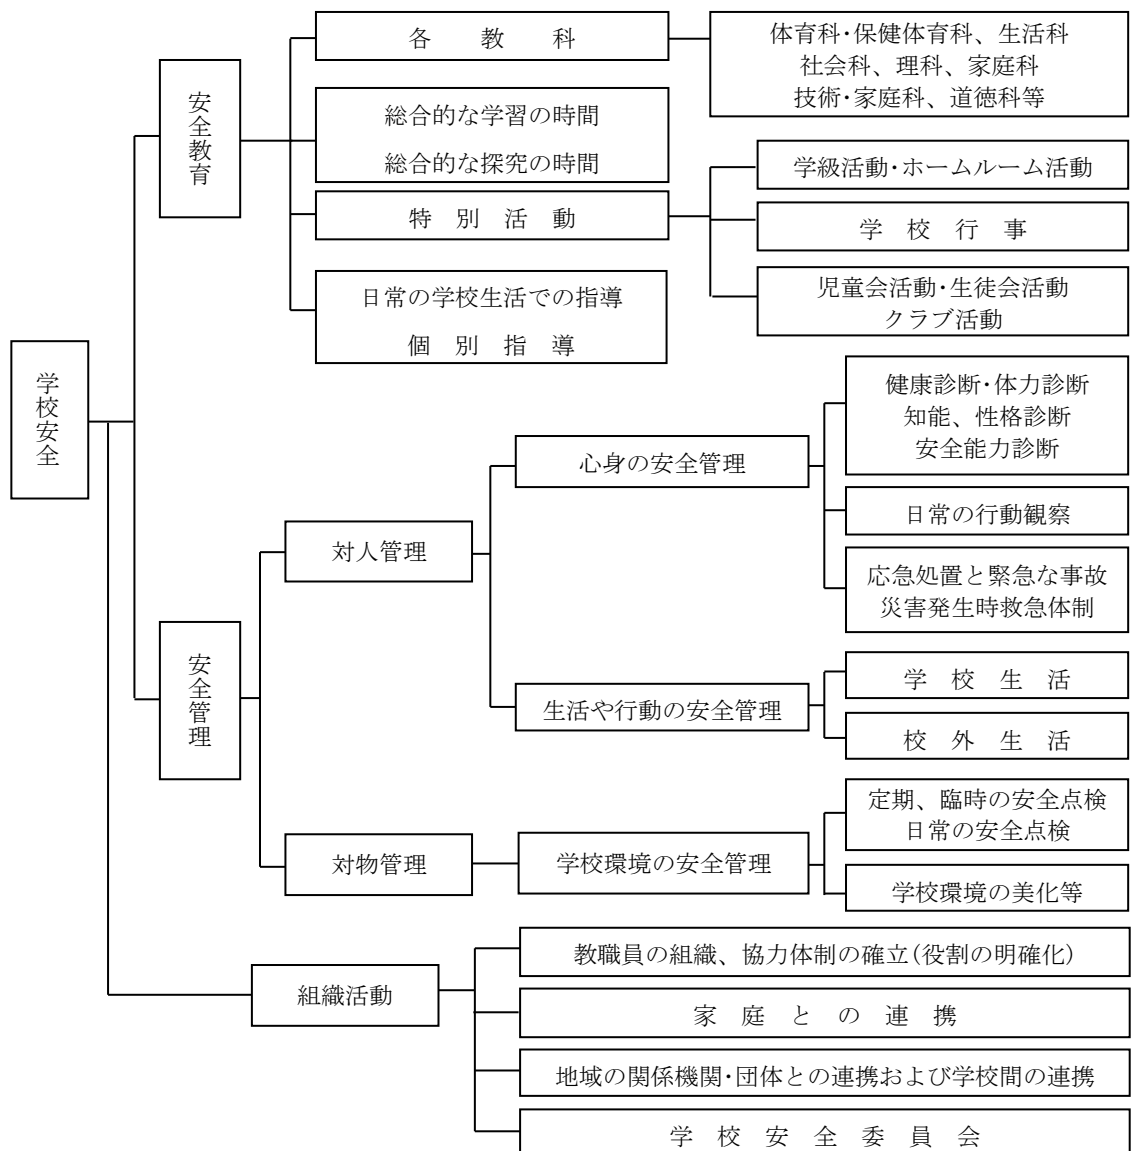 学校安全
安全教育
各教科
体育科・保健体育科、生活科
社会科、理科、家庭科
技術・家庭科、道徳科等
総合的な学習の時間
総合的な探究の時間
特別活動
学級活動・ホームルーム活動
学校行事
児童会活動・生徒会活動
クラブ活動
日常の学校生活での指導
個別指導
安全管理
対人管理
心身の安全管理
健康診断・体力診断
知能、性格診断
安全能力診断
日常の行動観察
応急処置と緊急な事故
災害発生時救急体制
生活や行動の安全管理
学校生活
校外生活
対物管理
学校環境の安全管理
定期、臨時の安全点検
日常の安全点検
学校環境の美化等
組織活動
教職員の組織、協力体制の確立(役割の明確化)
家庭との連携
地域の関係機関・団体との連携および学校間の連携
学校安全委員会